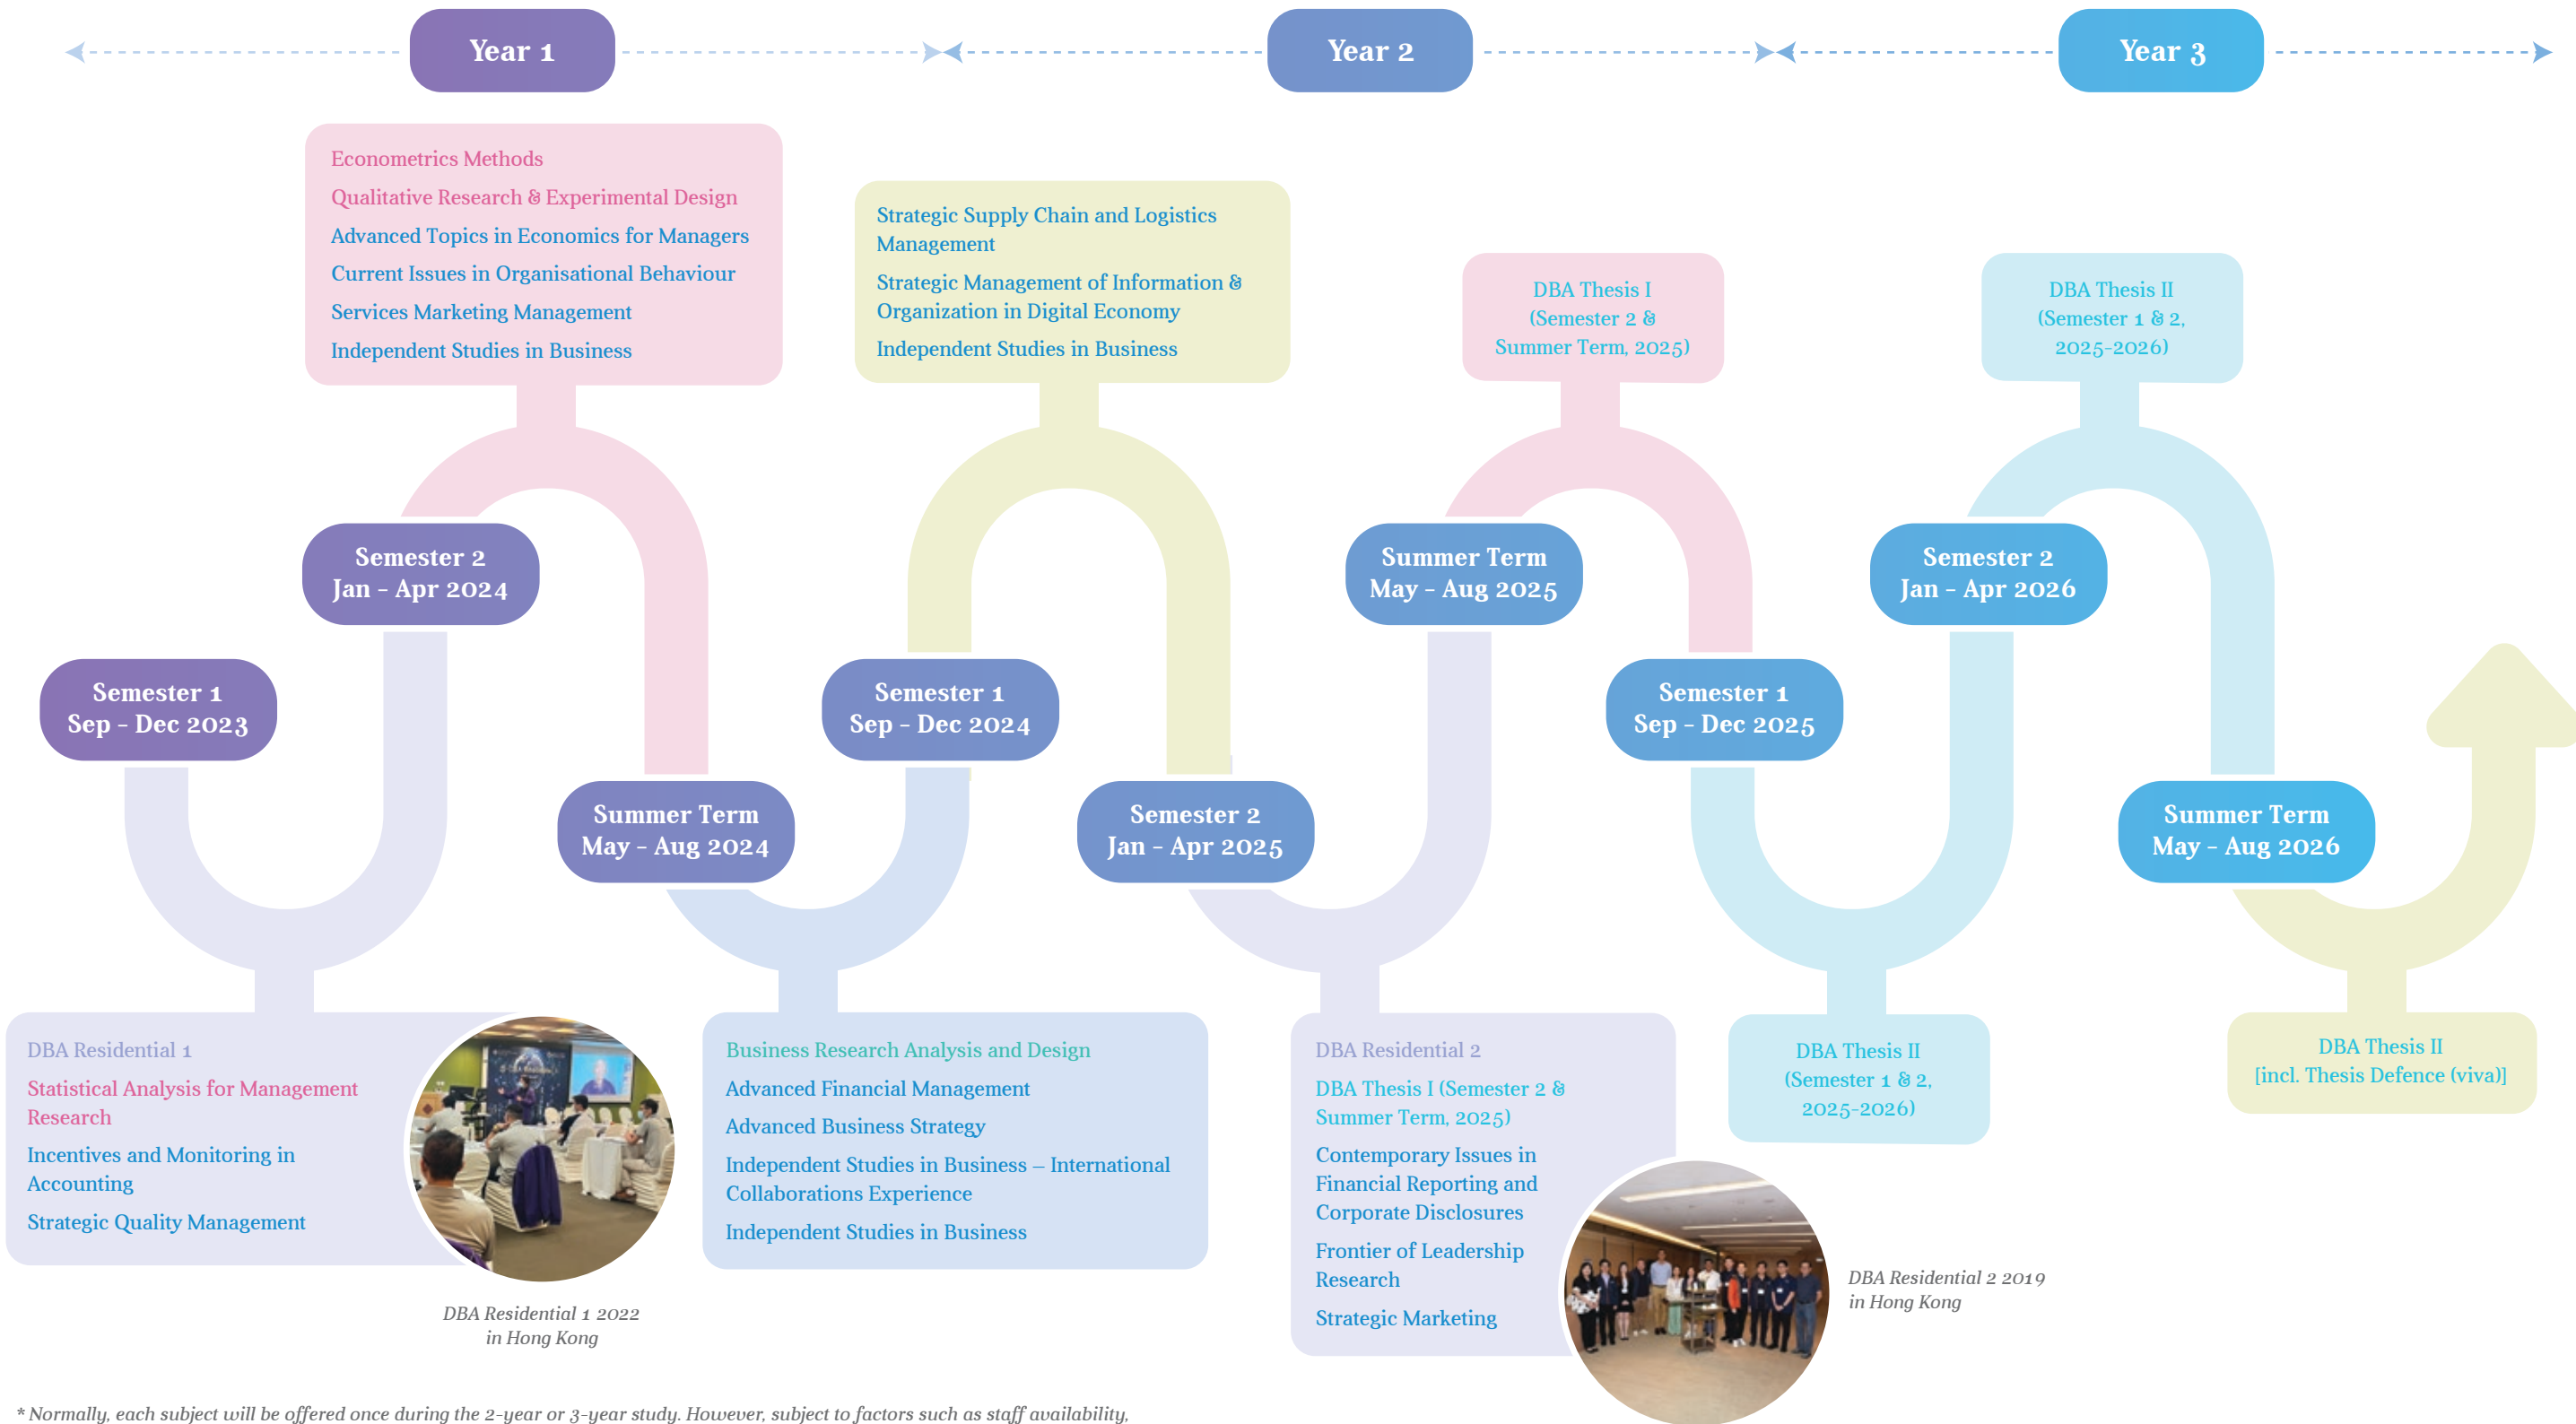 Year 1
Year 2
Year 3
Econometrics Methods
Qualitative Research & Experimental Design
Advanced Topics in Economics for Managers
Current Issues in Organisational Behaviour
Services Marketing Management
Independent Studies in Business
Strategic Supply Chain and Logistics
Management
Strategic Management of Information &
Organization in Digital Economy
Independent Studies in Business
DBA Thesis I
(Semester 2 &
Summer Term, 2025)
DBA Thesis II
(Semester 1 & 2,
2025-2026)
Semester 1
Sep - Dec 2023
Semester 2
Jan - Apr 2024
Summer Term
May - Aug 2024
Semester 1
Sep - Dec 2024
Semester 2
Jan - Apr 2025
Summer Term
May - Aug 2025
Semester 1
Sep - Dec 2025
Semester 2
Jan - Apr 2026
Summer Term
May - Aug 2026
DBA Residential 1
Statistical Analysis for Management
Research
Incentives and Monitoring in
Accounting
Strategic Quality Management
DBA Residential 1 2022
in Hong Kong
Business Research Analysis and Design
Advanced Financial Management
Advanced Business Strategy
Independent Studies in Business – International
Collaborations Experience
Independent Studies in Business
DBA Residential 2
DBA Thesis I (Semester 2 &
Summer Term, 2025)
Contemporary Issues in
Financial Reporting and
Corporate Disclosures
Frontier of Leadership
Research
Strategic Marketing
DBA Residential 2 2019
in Hong Kong
DBA Thesis II
(Semester 1 & 2,
2025-2026)
DBA Thesis II
[incl. Thesis Defence (viva)]
* Normally, each subject will be offered once during the 2-year or 3-year study. However, subject to factors such as staff availability,